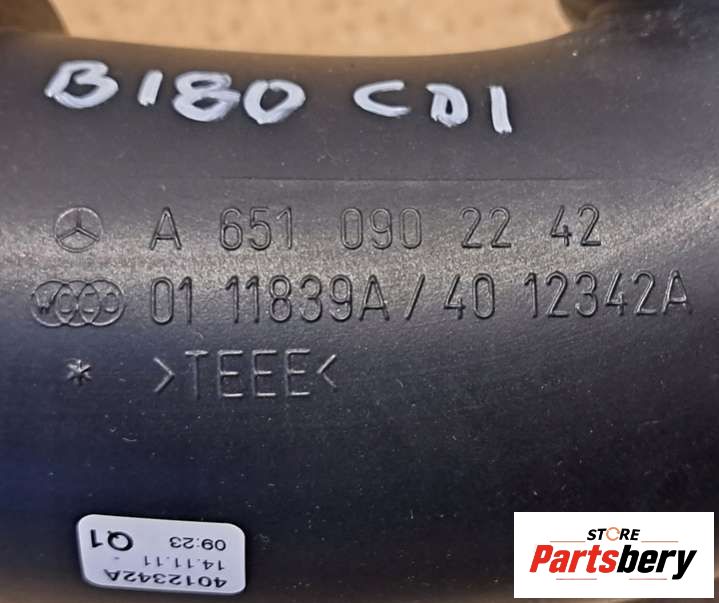 B180 CDI
A 651 090 22 42
WOCO 01 11839A / 40 12342A
* >TEEE<
4012342A
14.11.11
09:23
Q1
STORE
Partsbery